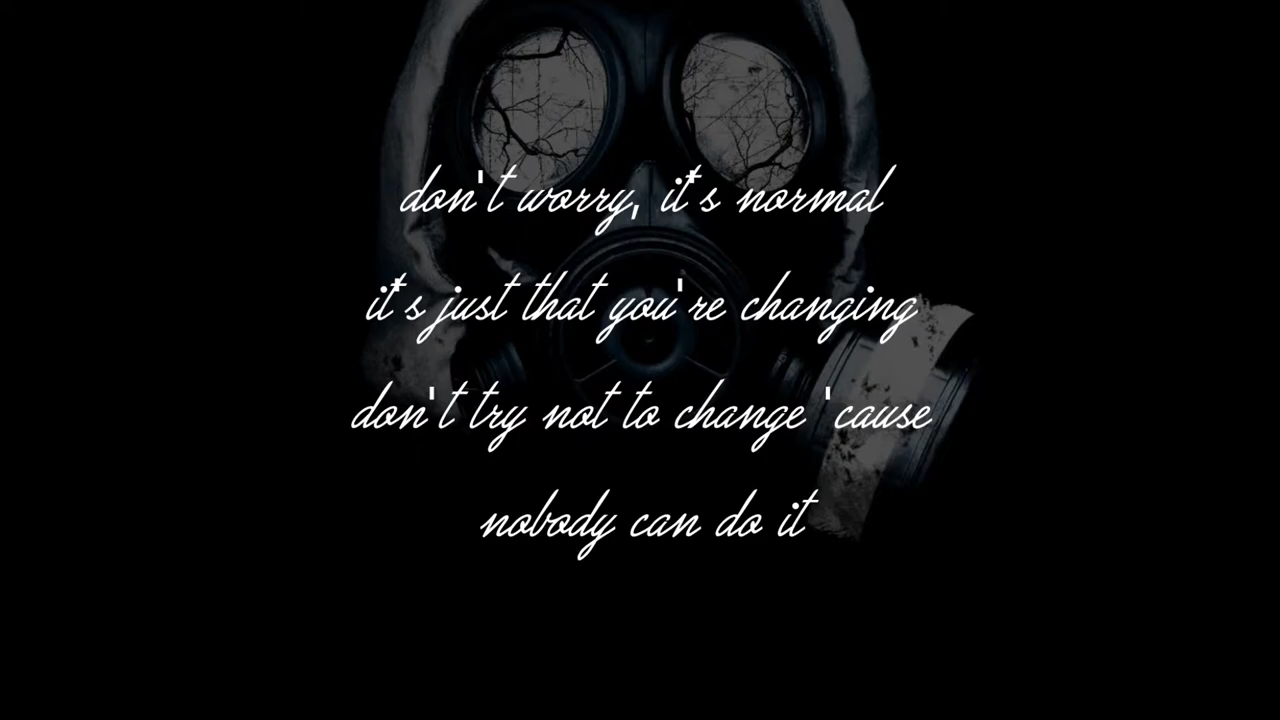 don't worry, it's normal
it's just that you're changing
don't try not to change 'cause
nobody can do it